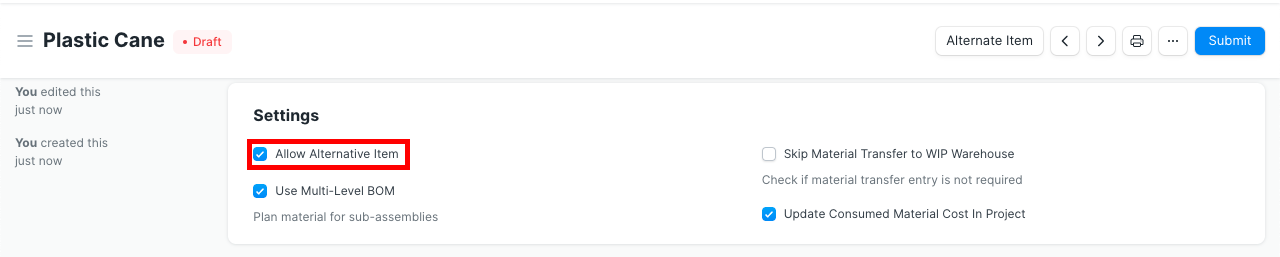 Plastic Cane
• Draft
Alternate Item
Submit
You edited this
just now
You created this
just now
Settings
Allow Alternative Item
Use Multi-Level BOM
Plan material for sub-assemblies
Skip Material Transfer to WIP Warehouse
Check if material transfer entry is not required
Update Consumed Material Cost In Project